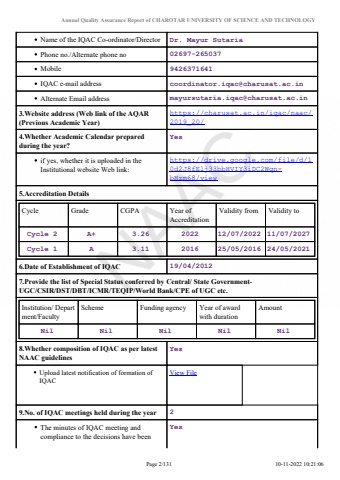 Annual Quality Assurance Report of CHAROTAR UNIVERSITY OF SCIENCE AND TECHNOLOGY
• Name of the IQAC Co-ordinator/Director Dr. Mayur Sutaria
• Phone no./Alternate phone no 02697-265037
• Mobile 9426371641
• IQAC e-mail address coordinator.iqac@charusat.ac.in
• Alternate Email address mayursutaria.iqac@charusat.ac.in
3.Website address (Web link of the AQAR https://charusat.ac.in/iqac/naac/
(Previous Academic Year) 2019_20/
4.Whether Academic Calendar prepared Yes
during the year?
• if yes, whether it is uploaded in the https://drive.google.com/file/d/1
Institutional website Web link:
5.Accreditation Details
Cycle Grade CGPA Year of Validity from Validity to
Accreditation
Cycle 2 A+ 3.26 2022 12/07/2022 11/07/2027
Cycle 1 A 3.11 2016 25/05/2016 24/05/2021
6.Date of Establishment of IQAC 19/04/2012
7.Provide the list of Special Status conferred by Central/ State Government-
UGC/CSIR/DST/DBT/ICMR/TEQIP/World Bank/CPE of UGC etc.
Institution/ Depart Scheme Funding agency Year of award Amount
ment/Faculty with duration
Nil Nil Nil Nil Nil
8.Whether composition of IQAC as per latest Yes
NAAC guidelines
• Upload latest notification of formation of View File
IQAC
9.No. of IQAC meetings held during the year 2
• The minutes of IQAC meeting and Yes
compliance to the decisions have been
Page 2/131 10-11-2022 10:21:06
NAAC